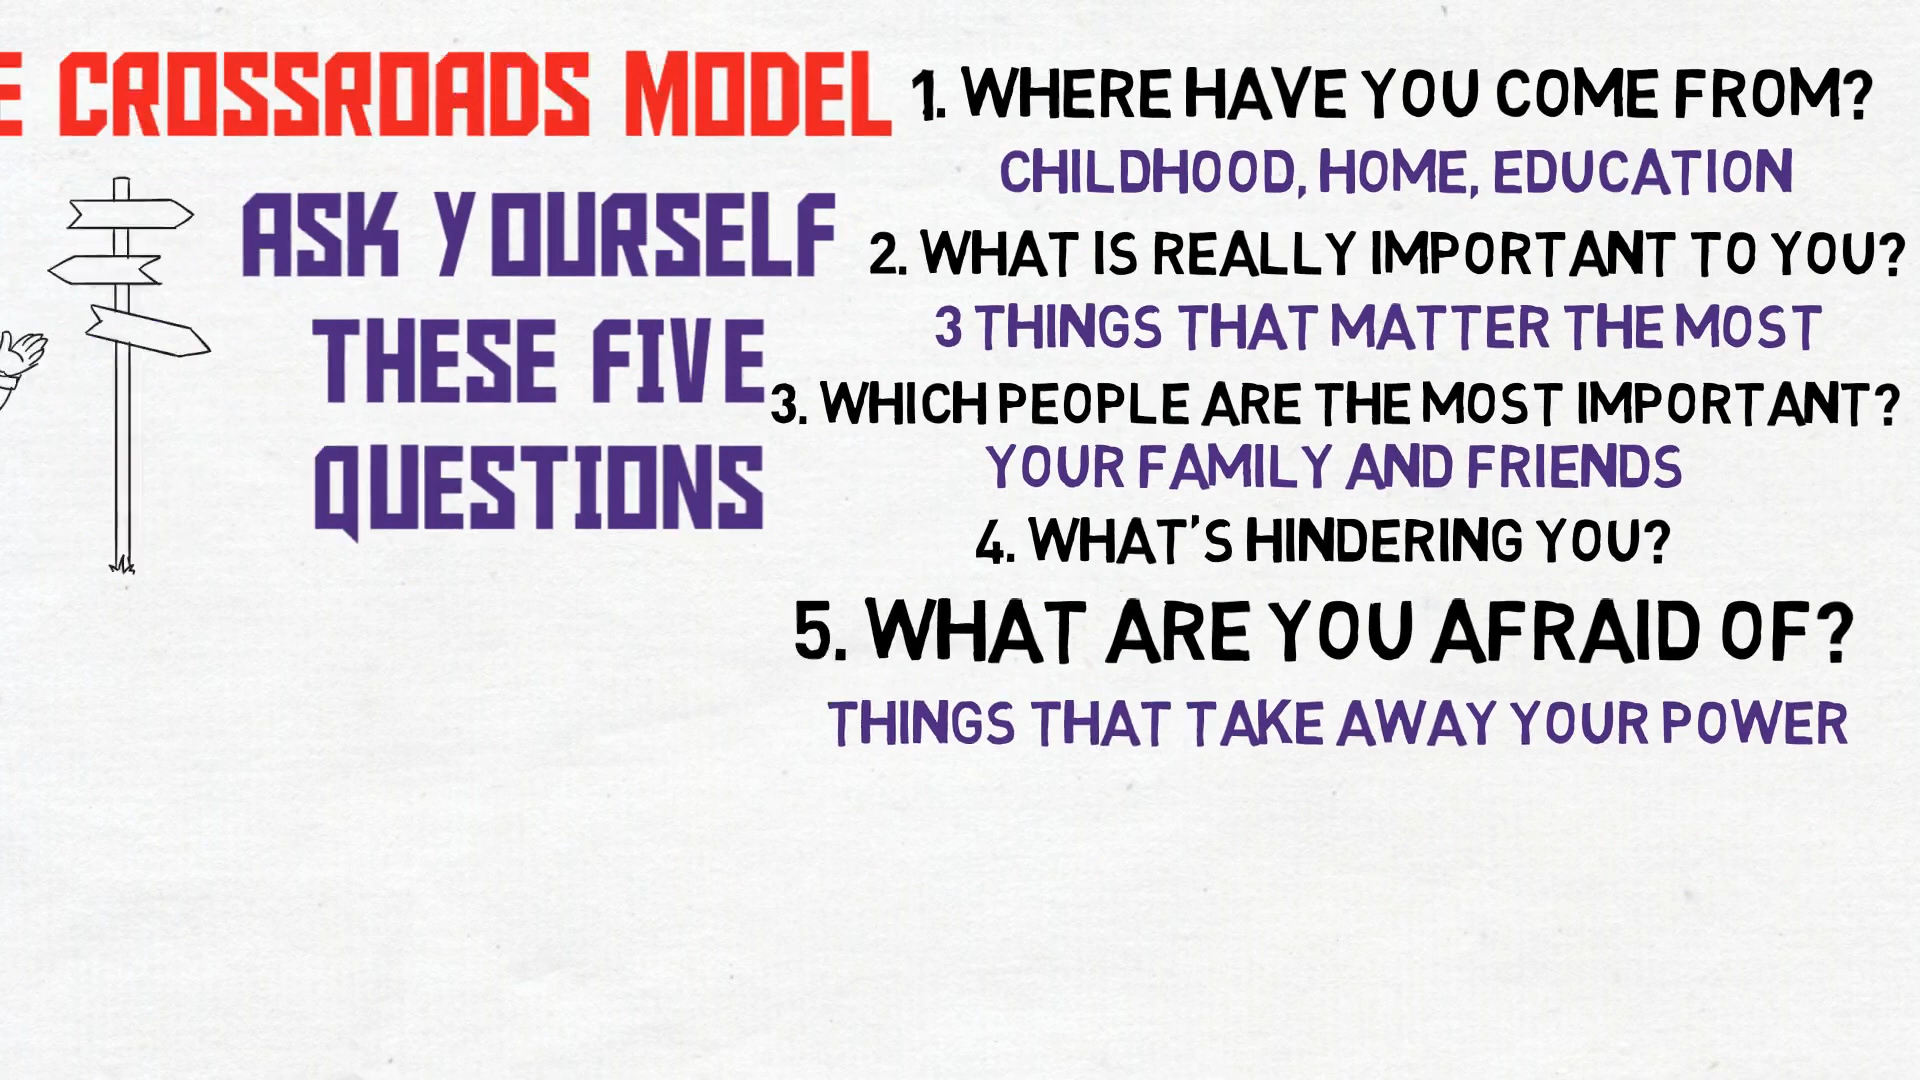 E CROSSROADS MODEL
ASK YOURSELF
THESE FIVE
QUESTIONS
1. WHERE HAVE YOU COME FROM?
CHILDHOOD, HOME, EDUCATION
2. WHAT IS REALLY IMPORTANT TO YOU?
3 THINGS THAT MATTER THE MOST
3. WHICH PEOPLE ARE THE MOST IMPORTANT?
YOUR FAMILY AND FRIENDS
4. WHAT'S HINDERING YOU?
5. WHAT ARE YOU AFRAID OF?
THINGS THAT TAKE AWAY YOUR POWER